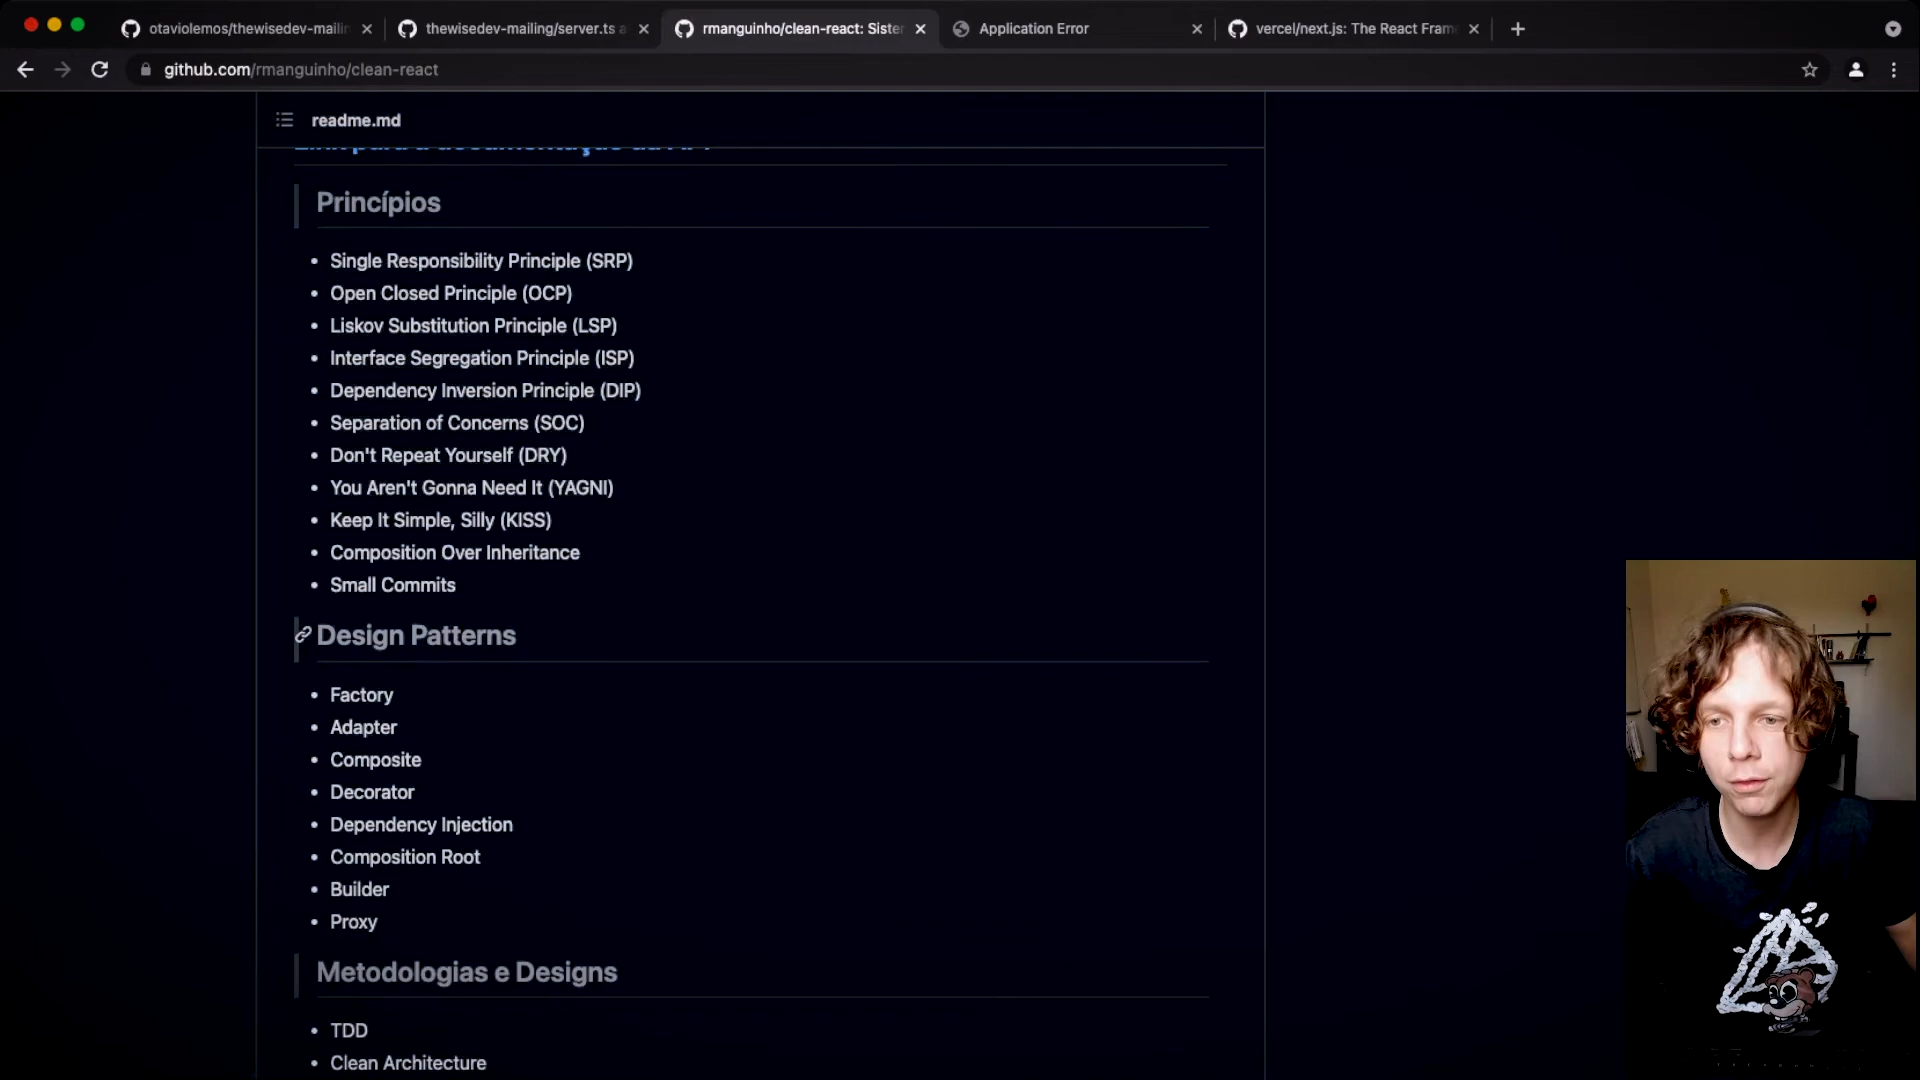 otaviolemos/thewisedev-mailin
thewisedev-mailing/server.ts a
rmanguinho/clean-react: Sister
Application Error
vercel/next.js: The React Fram
github.com/rmanguinho/clean-react
readme.md
Princípios
Single Responsibility Principle (SRP)
Open Closed Principle (OCP)
Liskov Substitution Principle (LSP)
Interface Segregation Principle (ISP)
Dependency Inversion Principle (DIP)
Separation of Concerns (SOC)
Don't Repeat Yourself (DRY)
You Aren't Gonna Need It (YAGNI)
Keep It Simple, Silly (KISS)
Composition Over Inheritance
Small Commits
Design Patterns
Factory
Adapter
Composite
Decorator
Dependency Injection
Composition Root
Builder
Proxy
Metodologias e Designs
TDD
Clean Architecture